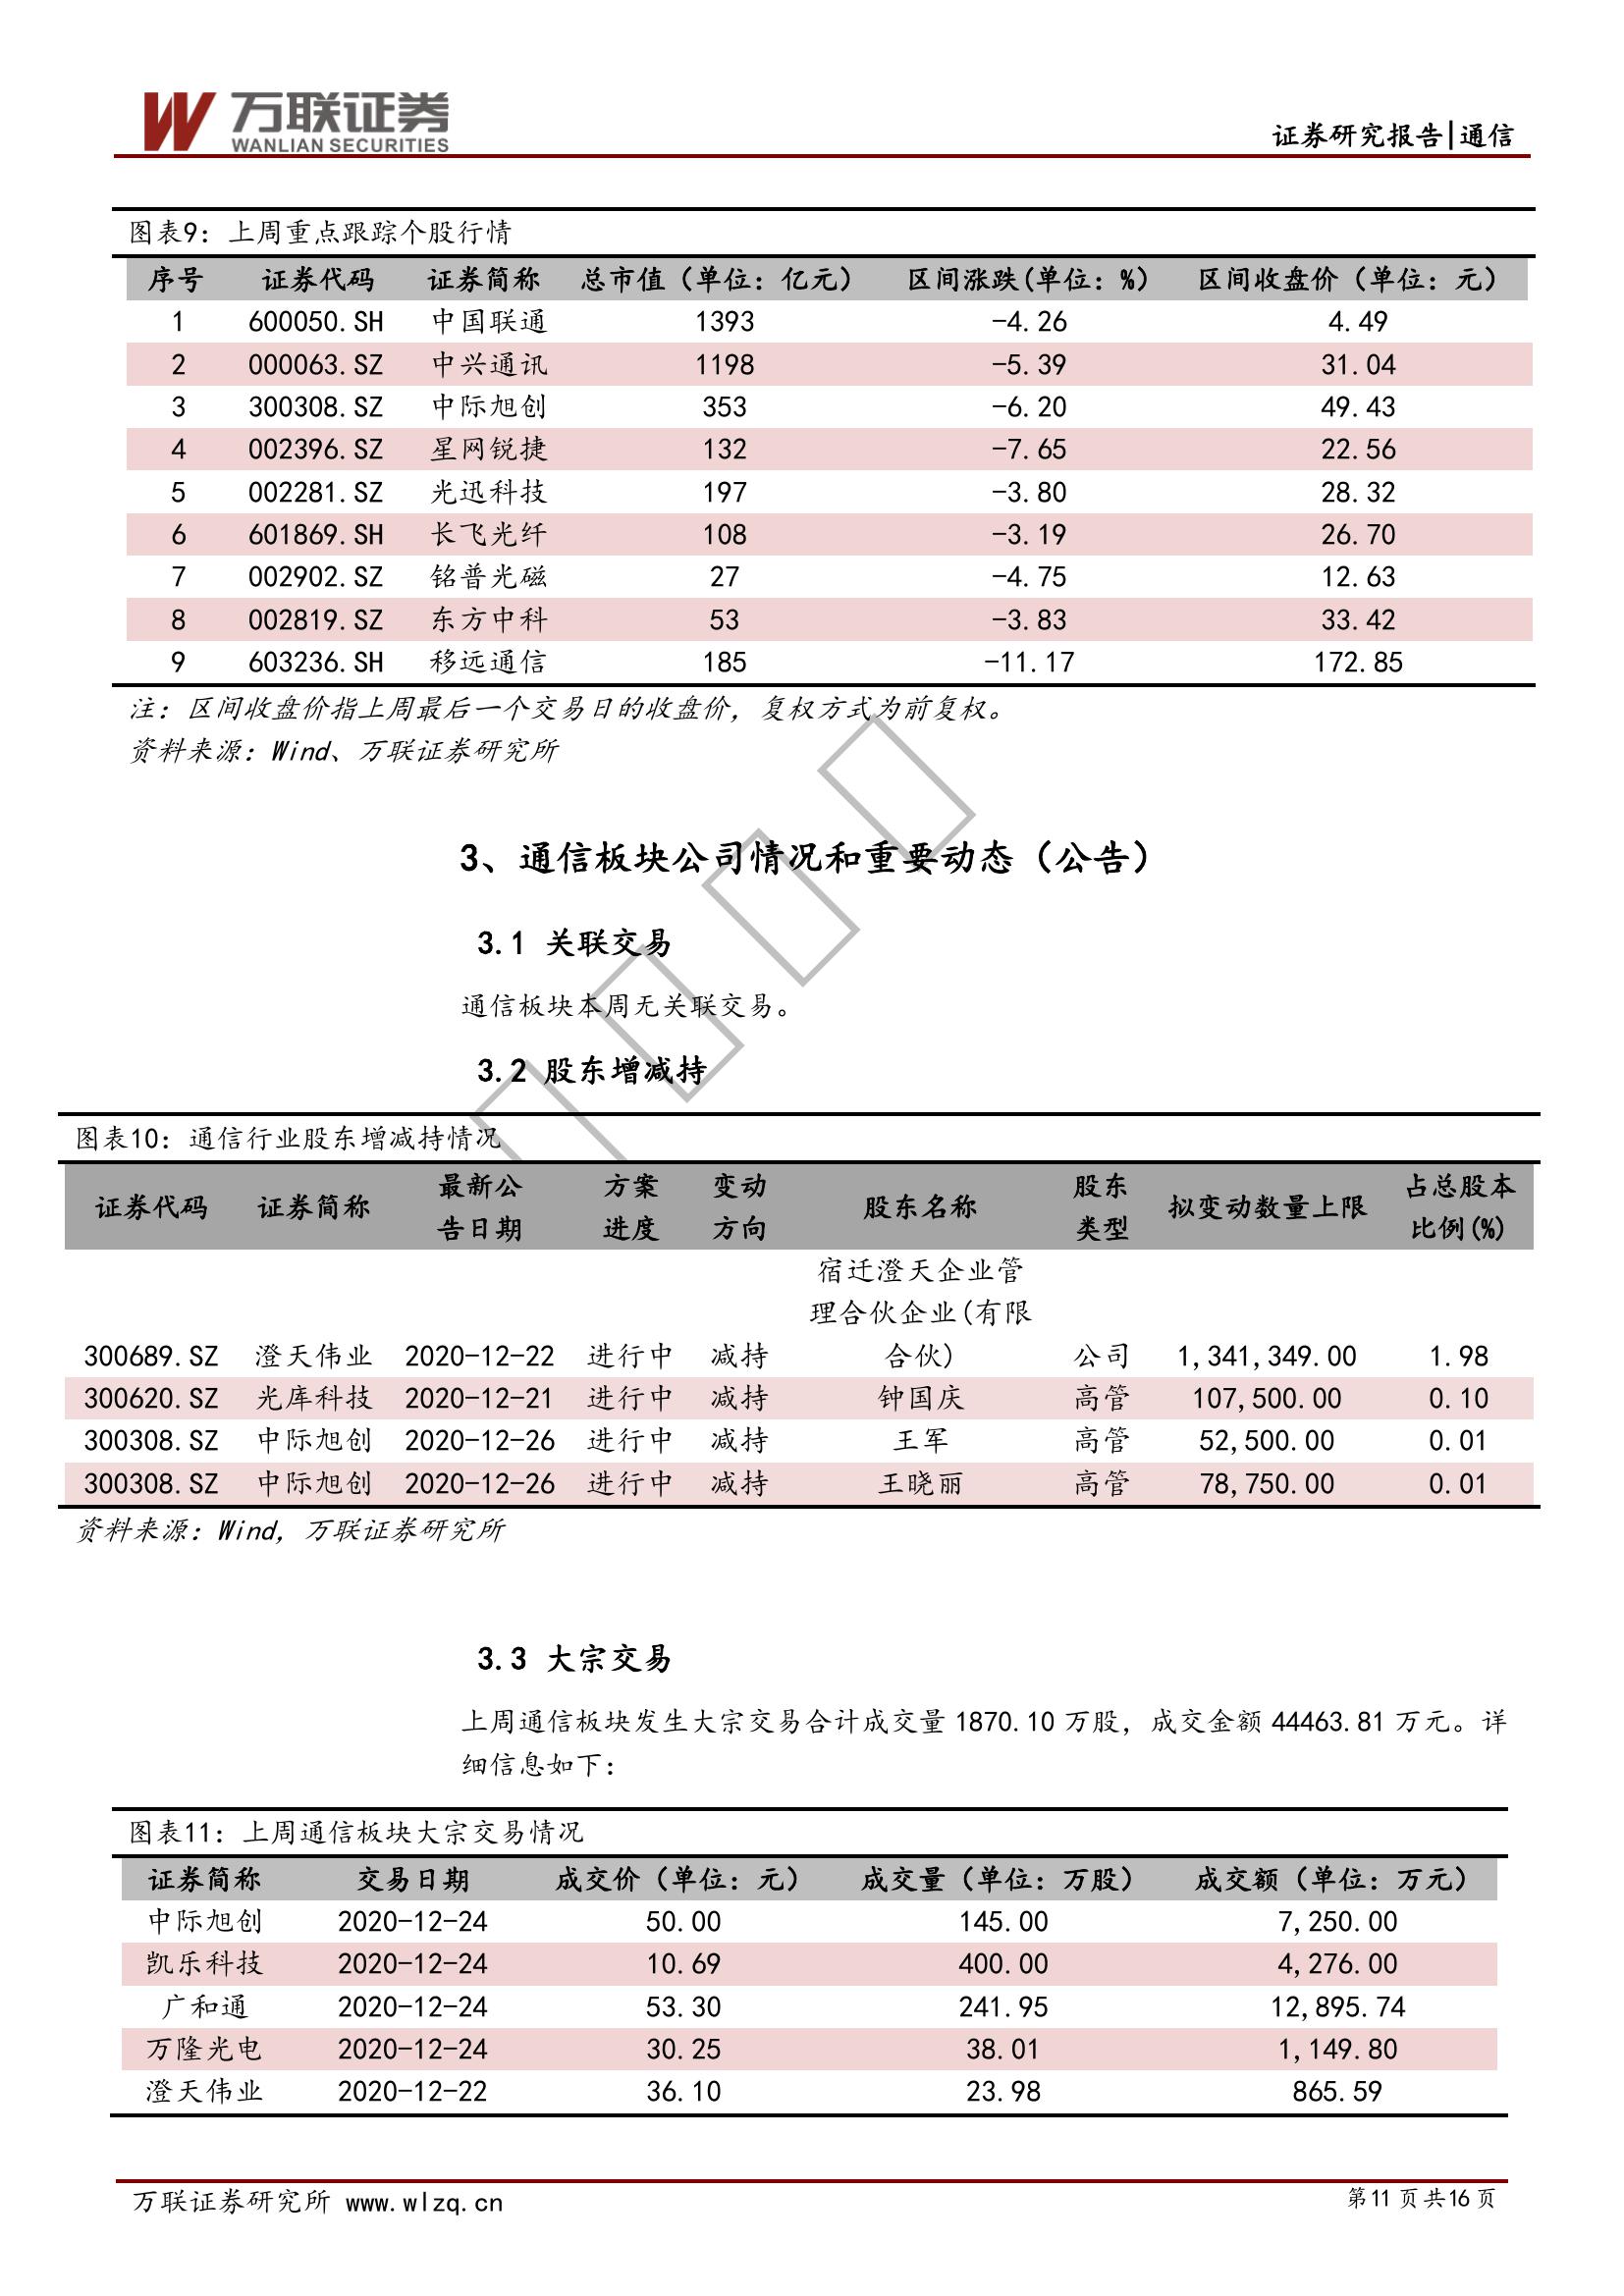 万联证券
WANLIAN SECURITIES
证券研究报告|通信
图表9：上周重点跟踪个股行情
序号 证券代码 证券简称 总市值（单位：亿元） 区间涨跌(单位：%) 区间收盘价（单位：元）
1 600050.SH 中国联通 1393 -4.26 4.49
2 000063.SZ 中兴通讯 1198 -5.39 31.04
3 300308.SZ 中际旭创 353 -6.20 49.43
4 002396.SZ 星网锐捷 132 -7.65 22.56
5 002281.SZ 光迅科技 197 -3.80 28.32
6 601869.SH 长飞光纤 108 -3.19 26.70
7 002902.SZ 铭普光磁 27 -4.75 12.63
8 002819.SZ 东方中科 53 -3.83 33.42
9 603236.SH 移远通信 185 -11.17 172.85
注：区间收盘价指上周最后一个交易日的收盘价，复权方式为前复权。
资料来源：Wind、万联证券研究所
3、通信板块公司情况和重要动态（公告）
3.1 关联交易
通信板块本周无关联交易。
3.2 股东增减持
图表10：通信行业股东增减持情况
证券代码 证券简称 最新公 方案 变动 股东名称 股东 拟变动数量上限 占总股本
告日期 进度 方向 类型 比例(%)
宿迁澄天企业管
理合伙企业(有限
300689.SZ 澄天伟业 2020-12-22 进行中 减持 合伙) 公司 1,341,349.00 1.98
300620.SZ 光库科技 2020-12-21 进行中 减持 钟国庆 高管 107,500.00 0.10
300308.SZ 中际旭创 2020-12-26 进行中 减持 王军 高管 52,500.00 0.01
300308.SZ 中际旭创 2020-12-26 进行中 减持 王晓丽 高管 78,750.00 0.01
资料来源：Wind，万联证券研究所
3.3 大宗交易
上周通信板块发生大宗交易合计成交量 1870.10 万股，成交金额 44463.81 万元。详
细信息如下：
图表11：上周通信板块大宗交易情况
证券简称 交易日期 成交价（单位：元） 成交量（单位：万股） 成交额（单位：万元）
中际旭创 2020-12-24 50.00 145.00 7,250.00
凯乐科技 2020-12-24 10.69 400.00 4,276.00
广和通 2020-12-24 53.30 241.95 12,895.74
万隆光电 2020-12-24 30.25 38.01 1,149.80
澄天伟业 2020-12-22 36.10 23.98 865.59
万联证券研究所 www.wlzq.cn
第11 页 共16 页